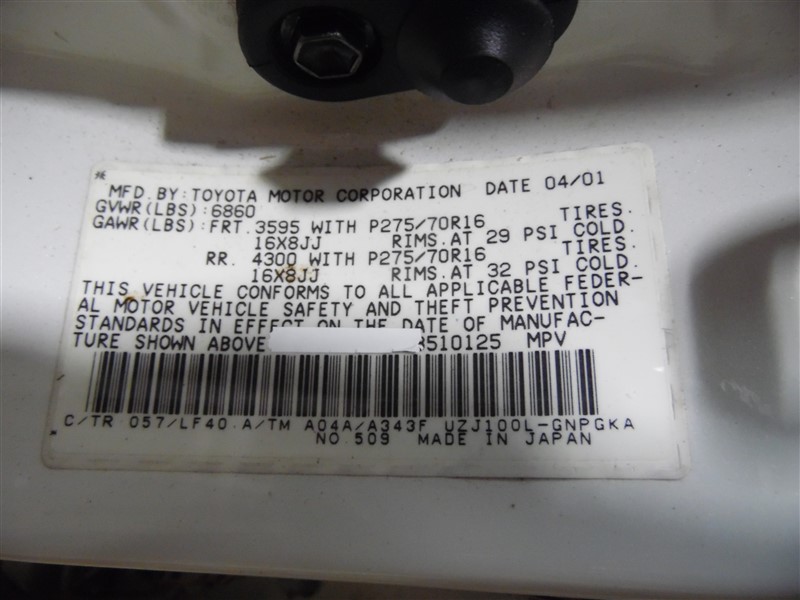 MFD.BY:TOYOTA MOTOR CORPORATION DATE 04/01
GVWR(LBS):6860
GAWR(LBS):FRT.3595 WITH P275/70R16 TIRES.
16X8JJ RIMS.AT 29 PSI COLD.
RR. 4300 WITH P275/70R16 TIRES.
16X8JJ RIMS.AT 32 PSI COLD.
THIS VEHICLE CONFORMS TO ALL APPLICABLE FEDER-
AL MOTOR VEHICLE SAFETY AND THEFT PREVENTION
STANDARDS IN EFFECT ON THE DATE OF MANUFAC-
TURE SHOWN ABOVE 3510125 MPV
C/TR 057/LF40.A/TM A04A/A343F UZJ100L-GNPGKA
NO.509 MADE IN JAPAN